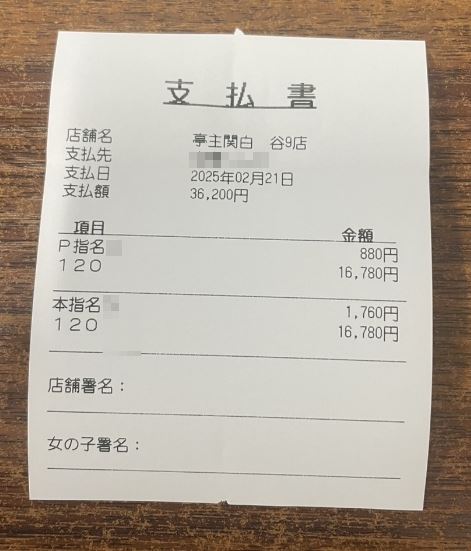 支払書
店舗名 亭主関白 谷9店
支払先
支払日 2025年02月21日
支払額 36,200円
項目 金額
P指名 880円
120 16,780円
本指名 1,760円
120 16,780円
店舗署名：
女の子署名：